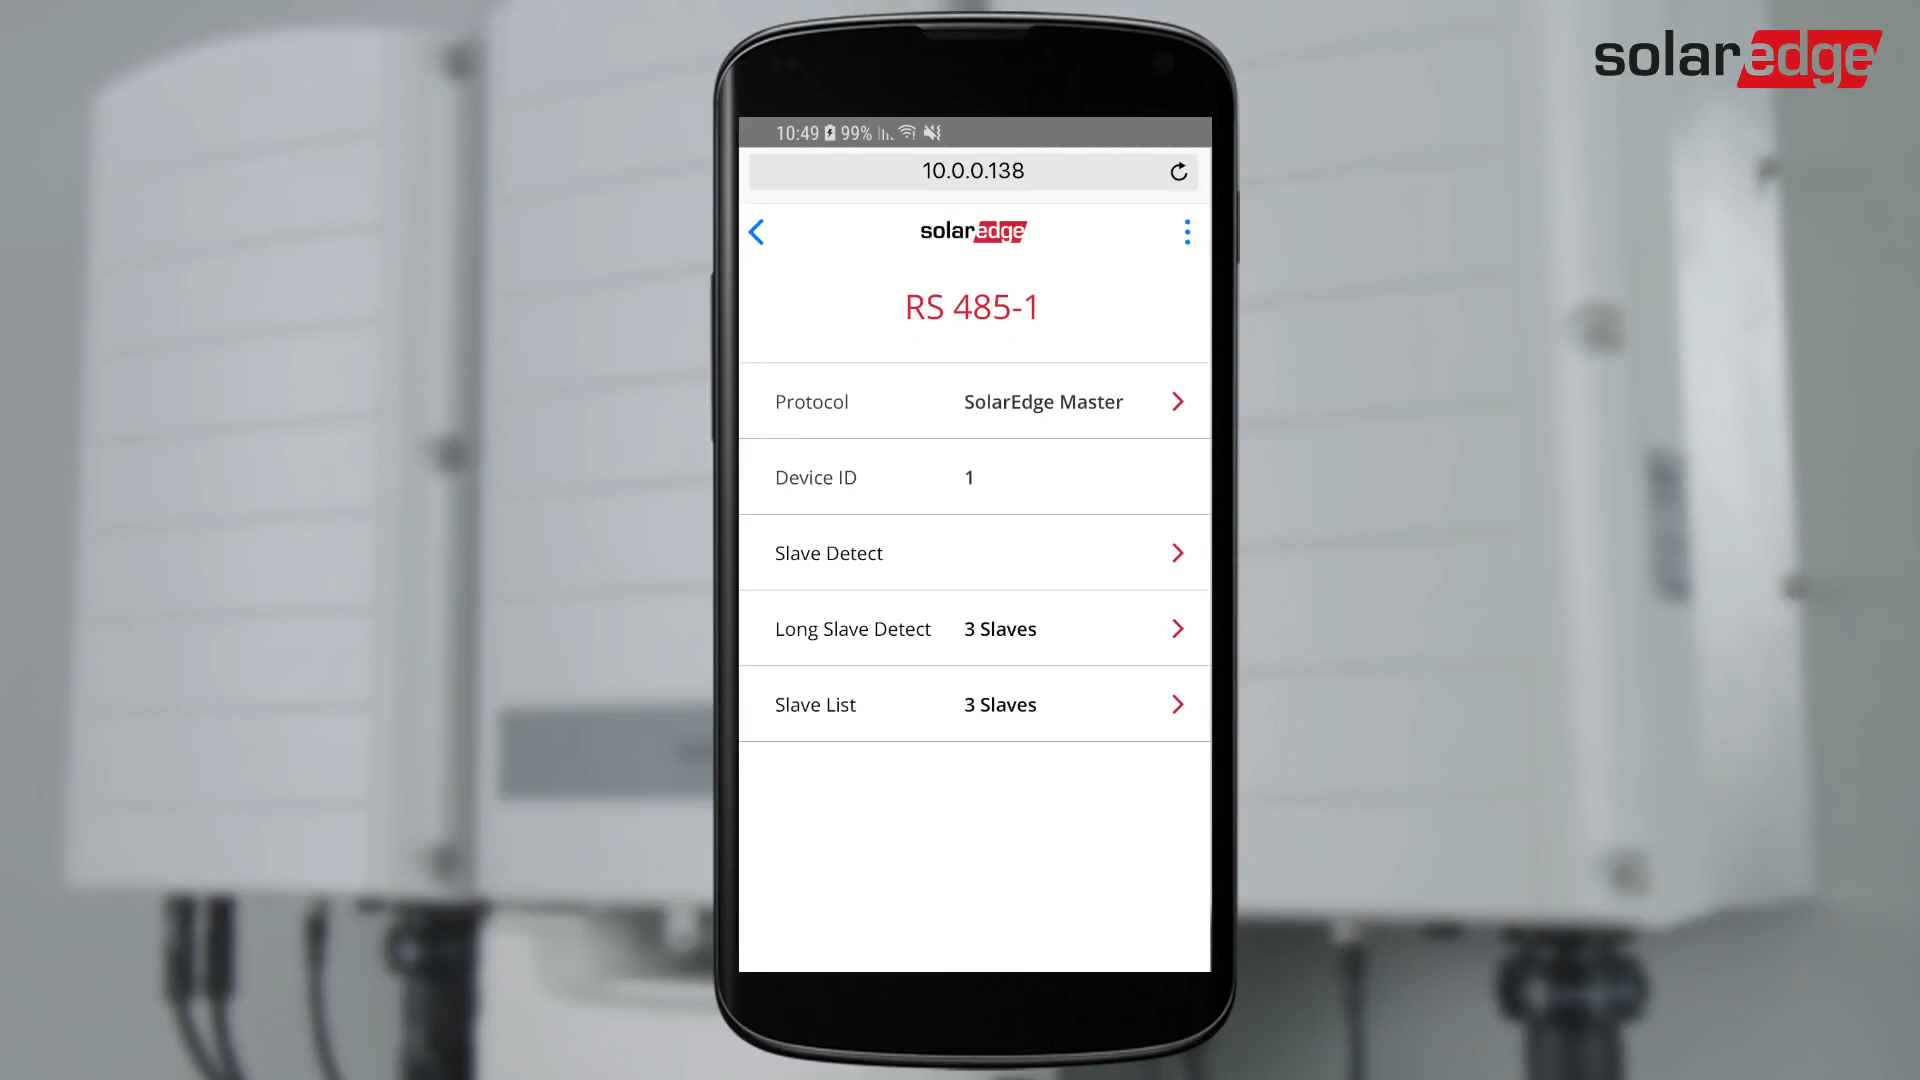 solaredge
10:49 99%
10.0.0.138
solaredge
RS 485-1
Protocol SolarEdge Master
Device ID 1
Slave Detect
Long Slave Detect 3 Slaves
Slave List 3 Slaves